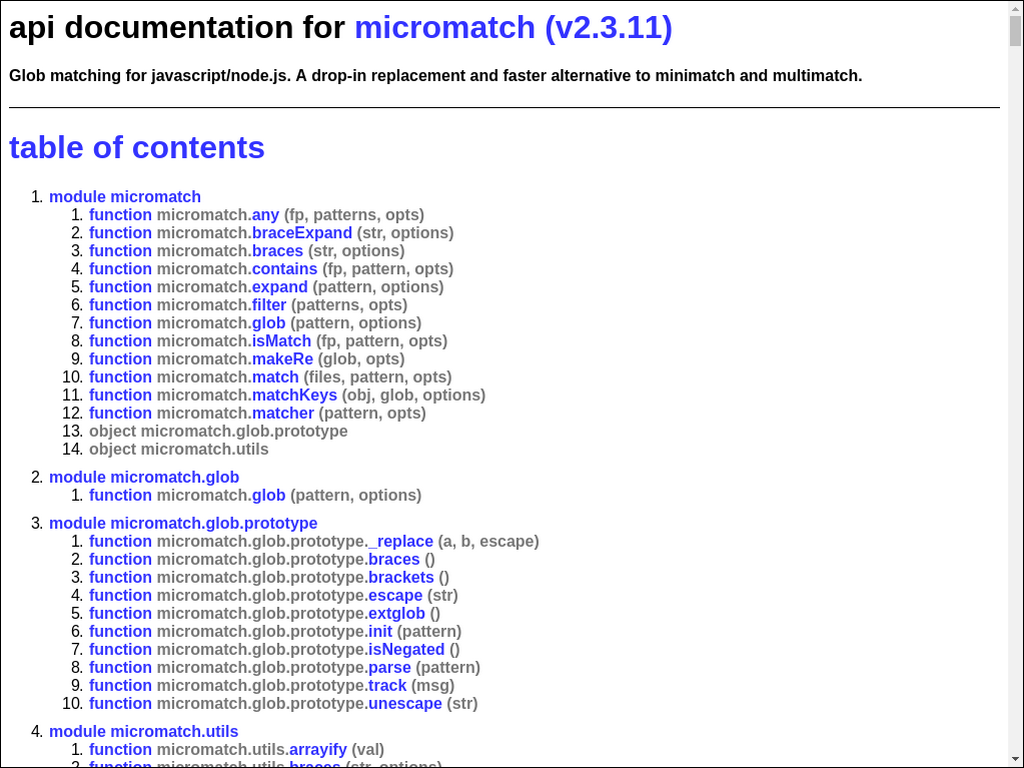 api documentation for micromatch (v2.3.11)
Glob matching for javascript/node.js. A drop-in replacement and faster alternative to minimatch and multimatch.
table of contents
1. module micromatch
1. function micromatch.any (fp, patterns, opts)
2. function micromatch.braceExpand (str, options)
3. function micromatch.braces (str, options)
4. function micromatch.contains (fp, pattern, opts)
5. function micromatch.expand (pattern, options)
6. function micromatch.filter (patterns, opts)
7. function micromatch.glob (pattern, options)
8. function micromatch.isMatch (fp, pattern, opts)
9. function micromatch.makeRe (glob, opts)
10. function micromatch.match (files, pattern, opts)
11. function micromatch.matchKeys (obj, glob, options)
12. function micromatch.matcher (pattern, opts)
13. object micromatch.glob.prototype
14. object micromatch.utils
2. module micromatch.glob
1. function micromatch.glob (pattern, options)
3. module micromatch.glob.prototype
1. function micromatch.glob.prototype._replace (a, b, escape)
2. function micromatch.glob.prototype.braces ()
3. function micromatch.glob.prototype.brackets ()
4. function micromatch.glob.prototype.escape (str)
5. function micromatch.glob.prototype.extglob ()
6. function micromatch.glob.prototype.init (pattern)
7. function micromatch.glob.prototype.isNegated ()
8. function micromatch.glob.prototype.parse (pattern)
9. function micromatch.glob.prototype.track (msg)
10. function micromatch.glob.prototype.unescape (str)
4. module micromatch.utils
1. function micromatch.utils.arrayify (val)
2. function micromatch.utils.braces (str, options)